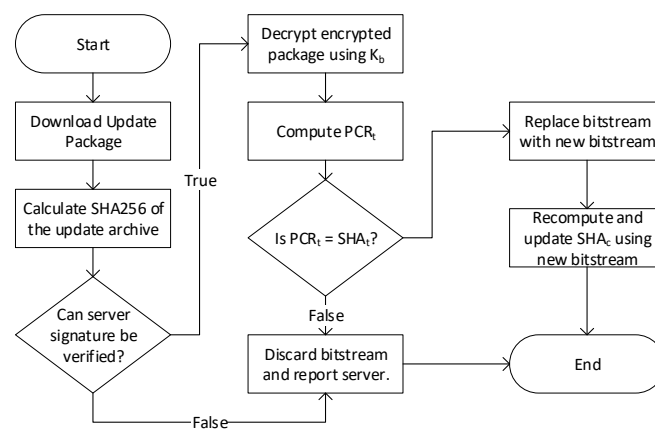 Start
Download Update
Package
Calculate SHA256 of
the update archive
Can server
signature be
verified?
True
False
Decrypt encrypted
package using Kb
Compute PCRt
Is PCRt = SHAt?
False
Discard bitstream
and report server.
Replace bitstream
with new bitstream
Recompute and
update SHAc using
new bitstream
End